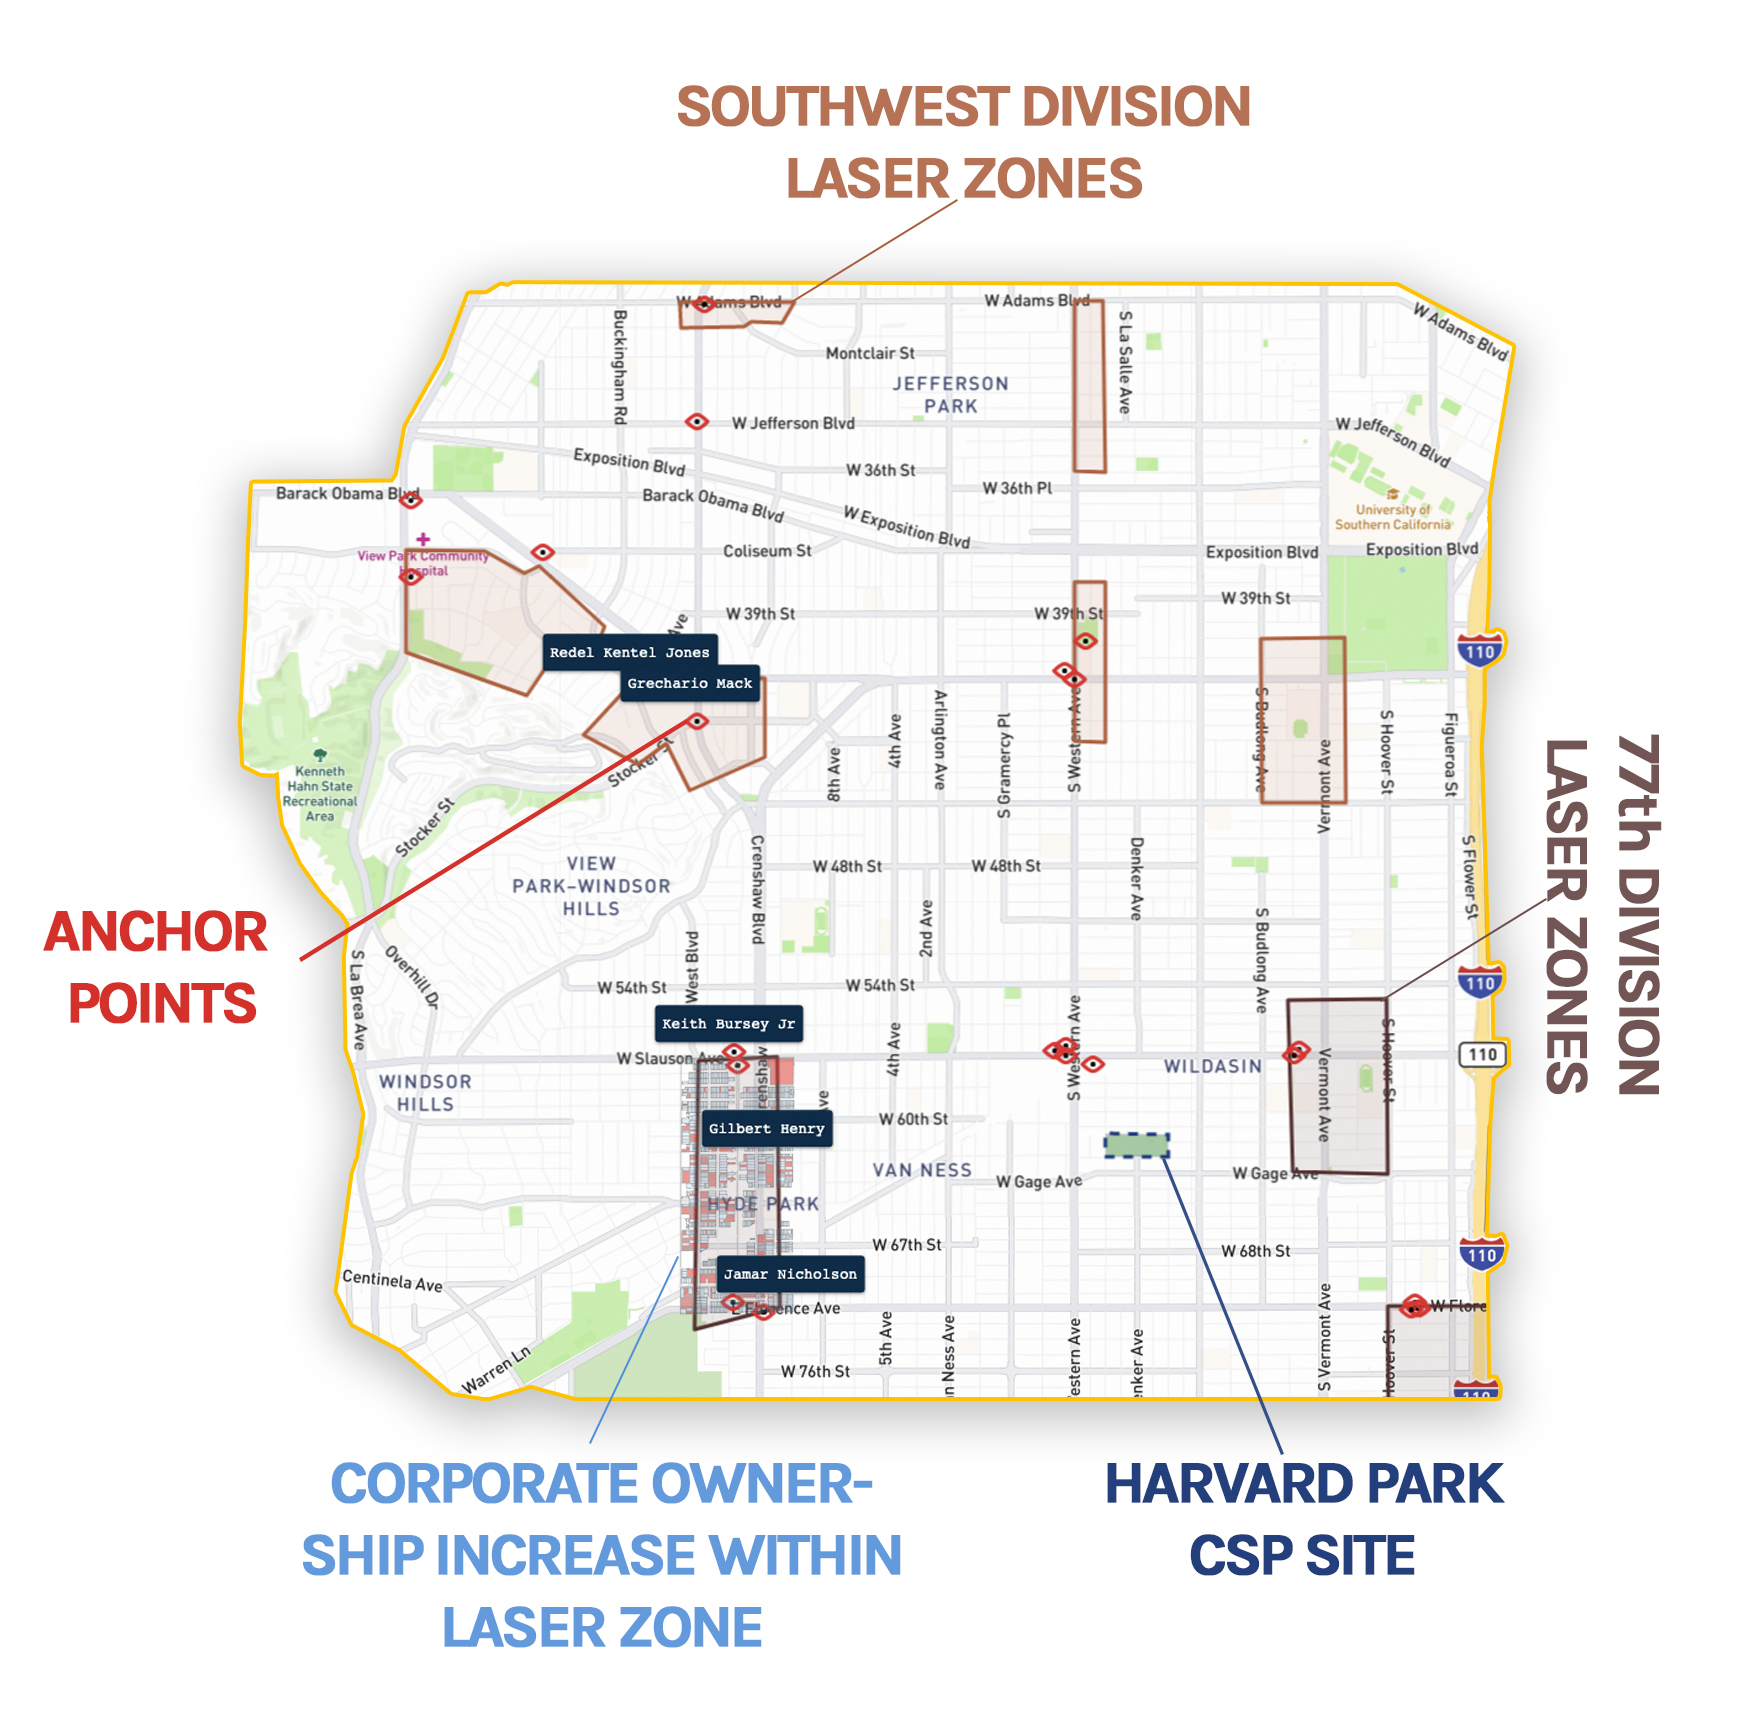 SOUTHWEST DIVISION
LASER ZONES
W Adams Blvd
W Adams Blvd
W Adams Blvd
Buckingham Rd
S La Salle Ave
Montclair St
JEFFERSON
PARK
W Jefferson Blvd
W Jefferson Blvd
Exposition Blvd
W 36th St
W 36th Pl
Barack Obama Blvd
Barack Obama Blvd
W Exposition Blvd
University of
Southern California
View Park Community
Hospital
Coliseum St
Exposition Blvd
Exposition Blvd
W 39th St
W 39th St
W 39th St
Ave
110
Redel Kentel Jones
Grechario Mack
Stocker St
Stocker St
8th Ave
4th Ave
Arlington Ave
S Gramercy Pl
S Western Ave
S Budlong Ave
Vermont Ave
S Hoover St
Figueroa St
Kenneth
Hahn State
Recreational
Area
77th DIVISION
LASER ZONES
VIEW
PARK-WINDSOR
HILLS
Crenshaw Blvd
W 48th St
W 48th St
Denker Ave
S Flower St
ANCHOR
POINTS
S La Brea Ave
Overhill Dr
West Blvd
2nd Ave
S Budlong Ave
W 54th St
W 54th St
110
Keith Bursey Jr
W Slauson Ave
renshaw
4th Ave
S Western Ave
WILDASIN
Vermont Ave
S Hoover St
110
WINDSOR
HILLS
Ave
Gilbert Henry
W 60th St
VAN NESS
W Gage Ave
W Gage Ave
HYDE PARK
W 67th St
W 68th St
110
Jamar Nicholson
Centinela Ave
Florence Ave
W Flore
Warren Ln
W 76th St
5th Ave
n Ness Ave
estern Ave
enker Ave
S Vermont Ave
Hoover St
110
CORPORATE OWNER-
SHIP INCREASE WITHIN
LASER ZONE
HARVARD PARK
CSP SITE